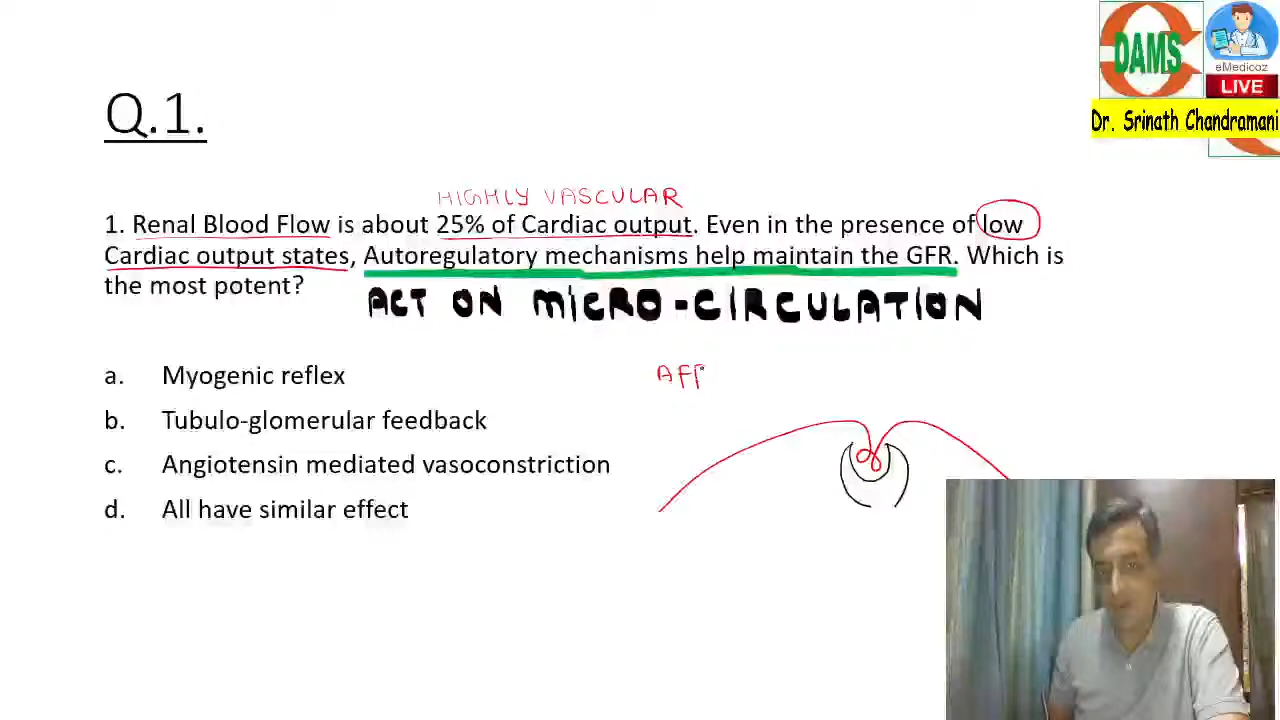 DAMS
eMedicoz
LIVE
Dr. Srinath Chandramani
Q.1.
HIGHLY VASCULAR
1. Renal Blood Flow is about 25% of Cardiac output. Even in the presence of low
Cardiac output states, Autoregulatory mechanisms help maintain the GFR. Which is
the most potent?
ACT ON MICRO-CIRCULATION
a. Myogenic reflex
AFF
b. Tubulo-glomerular feedback
c. Angiotensin mediated vasoconstriction
d. All have similar effect